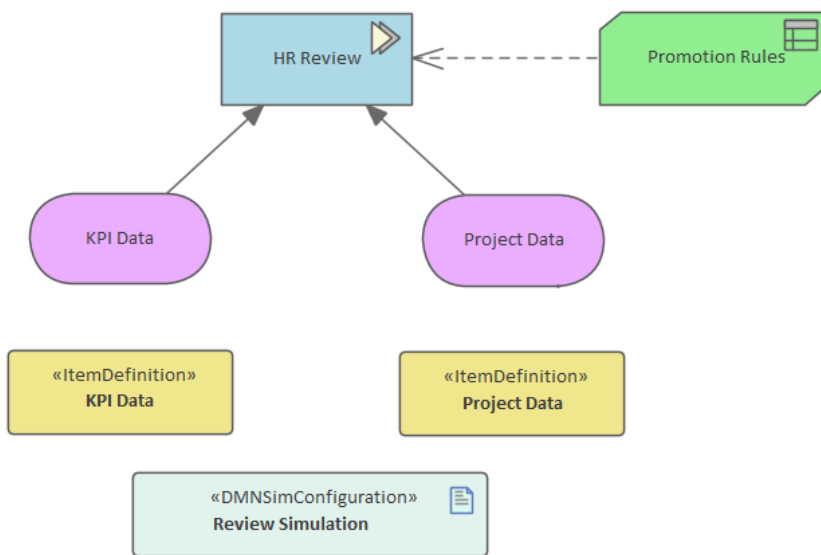 HR Review
Promotion Rules
KPI Data
Project Data
«ItemDefinition»
KPI Data
«ItemDefinition»
Project Data
«DMNSimConfiguration»
Review Simulation